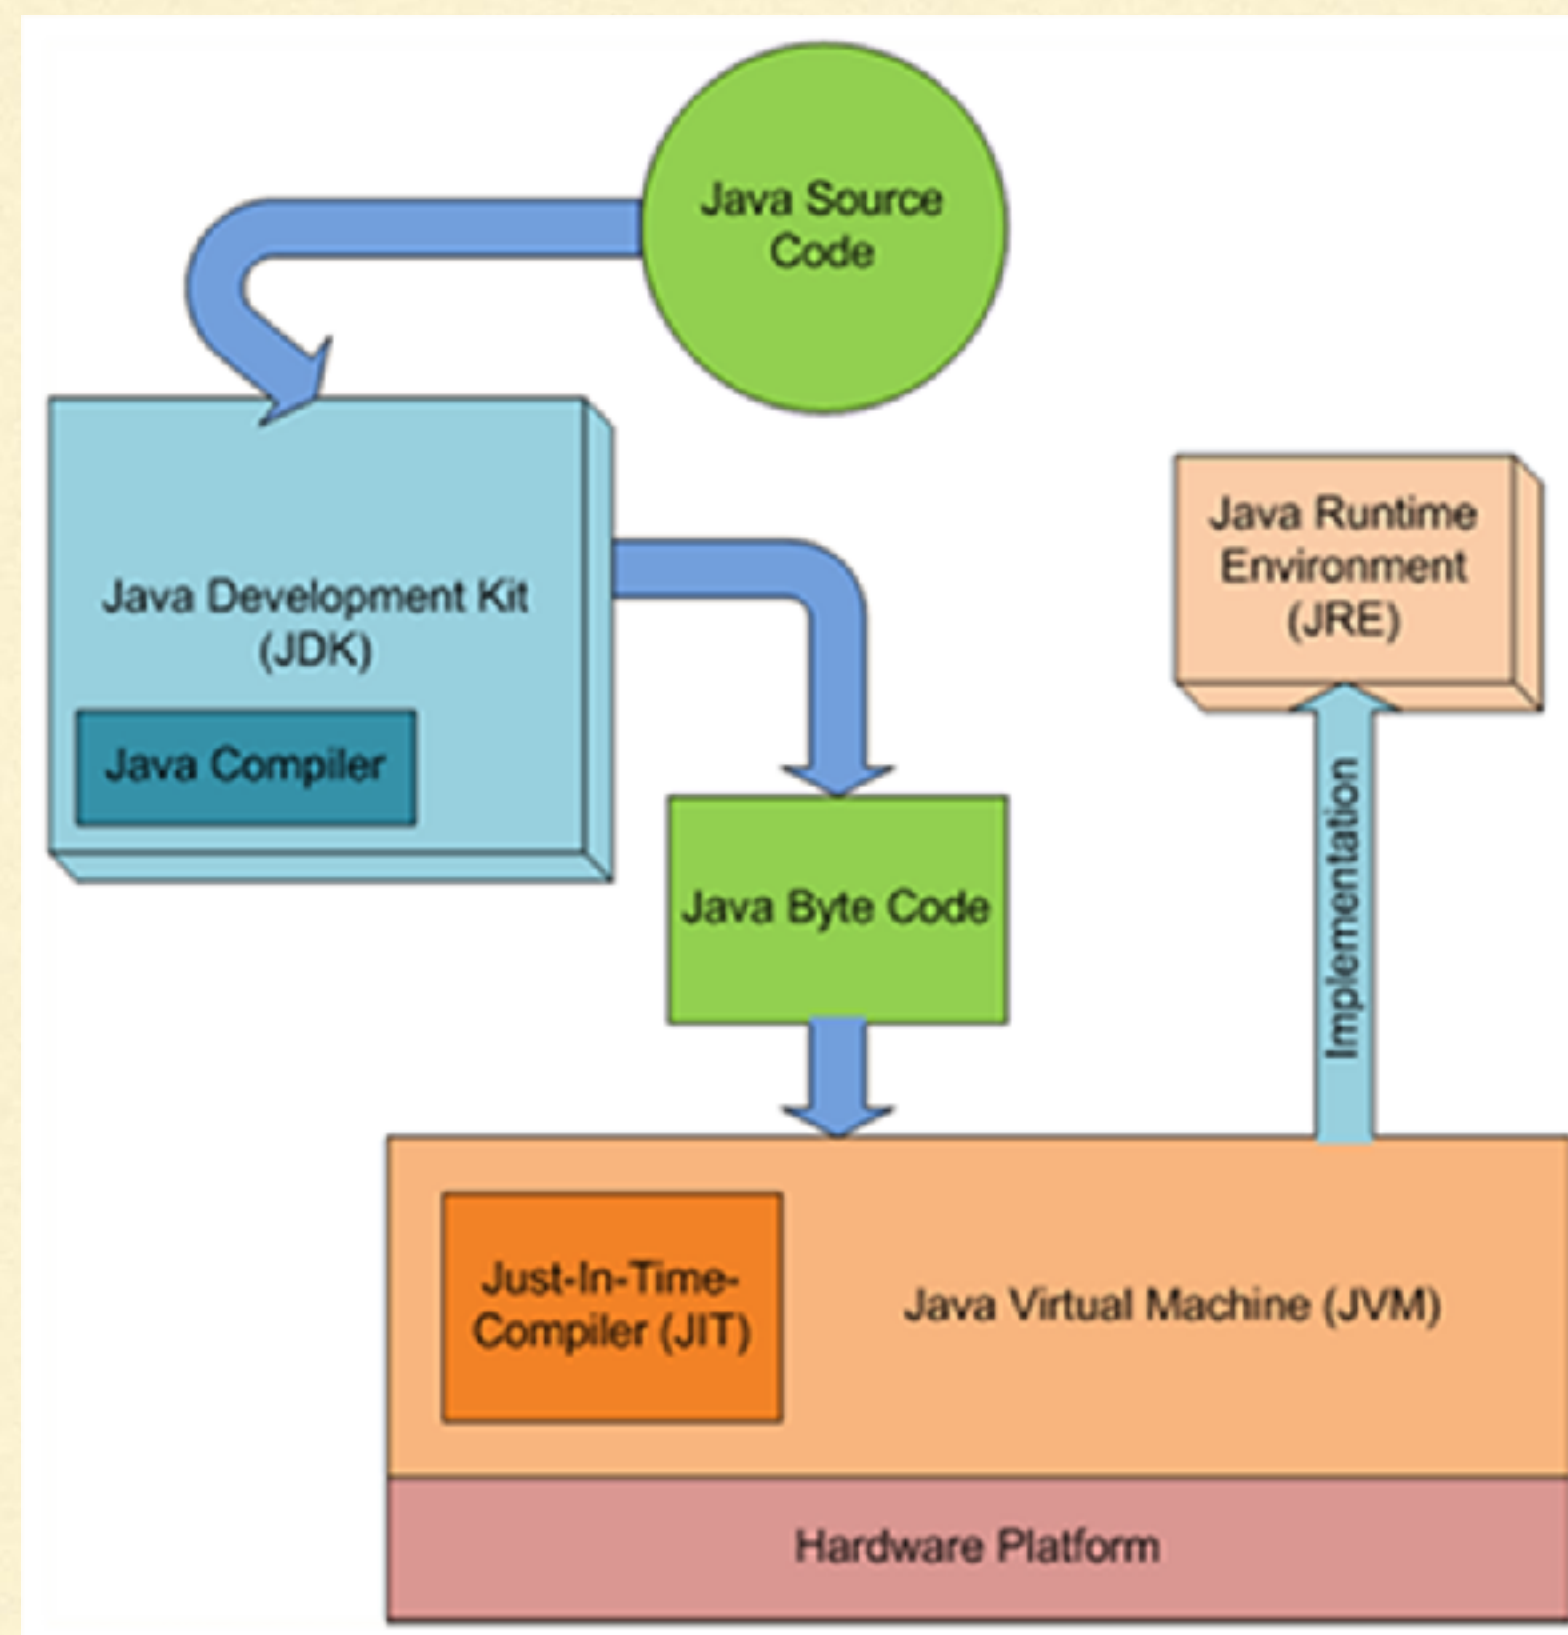 Java Source
Code
Java Development Kit
(JDK)
Java Compiler
Java Runtime
Environment
(JRE)
Java Byte Code
Implementation
Just-In-Time-
Compiler (JIT)
Java Virtual Machine (JVM)
Hardware Platform